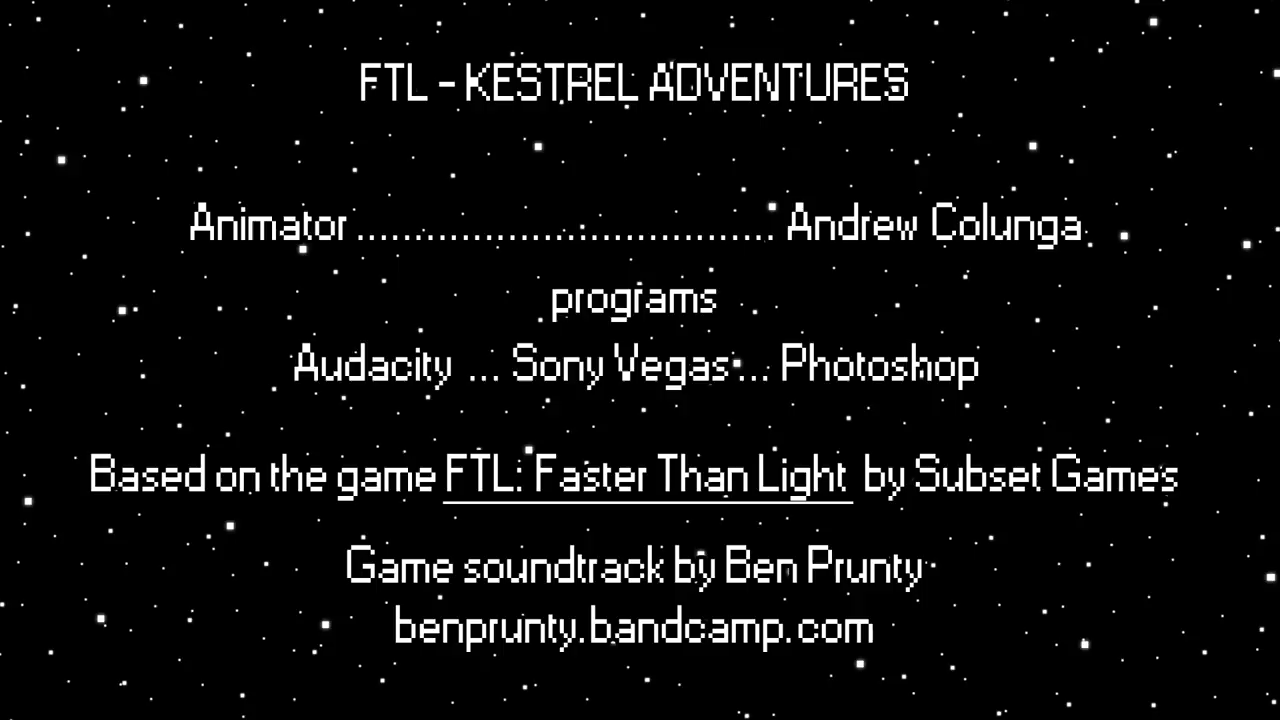 FTL - KESTREL ADVENTURES
Animator .................................... Andrew Colunga
programs
Audacity ... Sony Vegas ... Photoshop
Based on the game FTL: Faster Than Light by Subset Games
Game soundtrack by Ben Prunty
benprunty.bandcamp.com